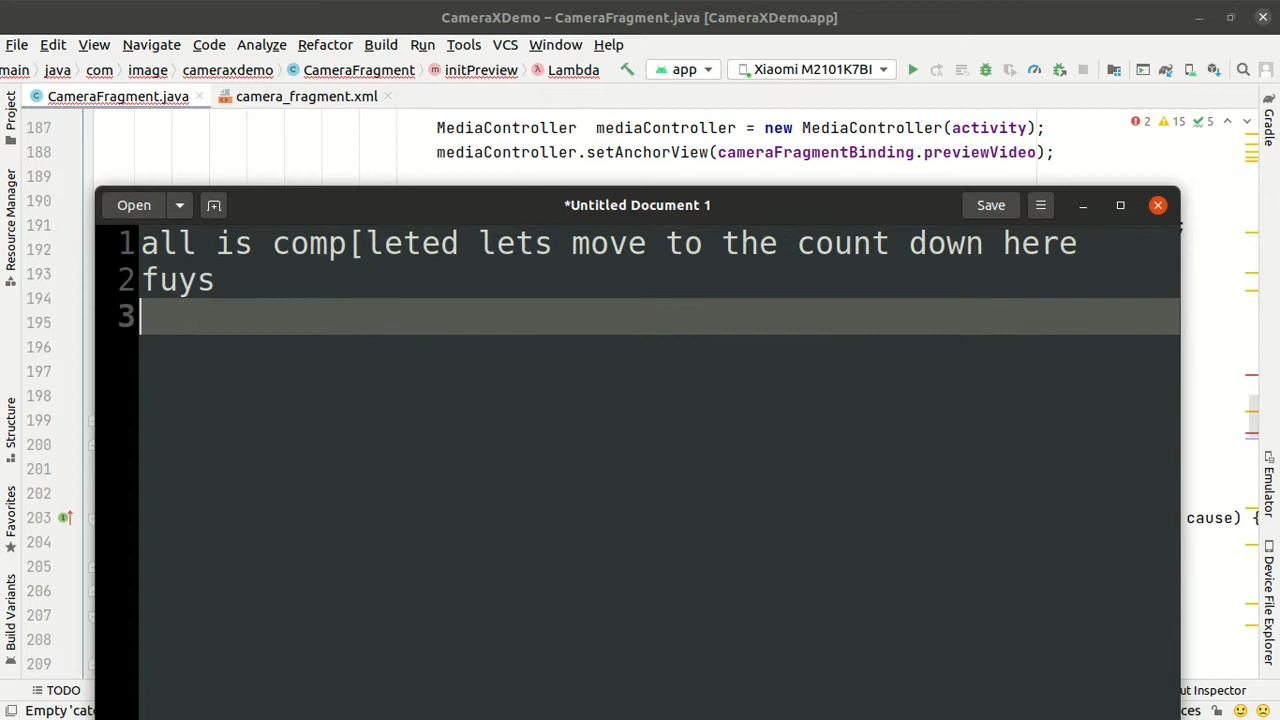 CameraXDemo – CameraFragment.java [CameraXDemo.app]
File Edit View Navigate Code Analyze Refactor Build Run Tools VCS Window Help
main java com image cameraxdemo CameraFragment initPreview Lambda app Xiaomi M2101K7BI
CameraFragment.java camera_fragment.xml
187 MediaController mediaController = new MediaController(activity); 2 15 5
188 mediaController.setAnchorView(cameraFragmentBinding.previewVideo);
189
190
191 ;
192
193
194
195
196
197
198
199
200
201
202
203 cause) {
204
205
206
207
208
209
Open *Untitled Document 1 Save
1 all is comp[leted lets move to the count down here
2 fuys
3
Project
Resource Manager
Structure
Favorites
Build Variants
Gradle
Emulator
Device File Explorer
TODO ut Inspector
Empty 'cat ces